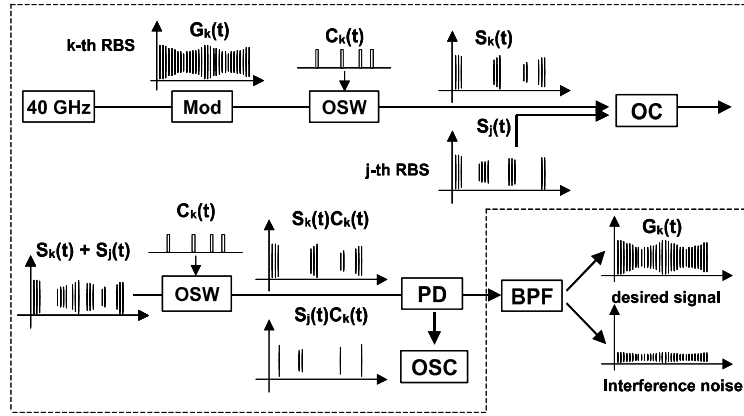 k-th RBS
Gk(t)
Ck(t)
Sk(t)
40 GHz
Mod
OSW
OC
Sj(t)
j-th RBS
Ck(t)
Sk(t) + Sj(t)
Sk(t)Ck(t)
Gk(t)
OSW
PD
BPF
desired signal
Sj(t)Ck(t)
OSC
Interference noise